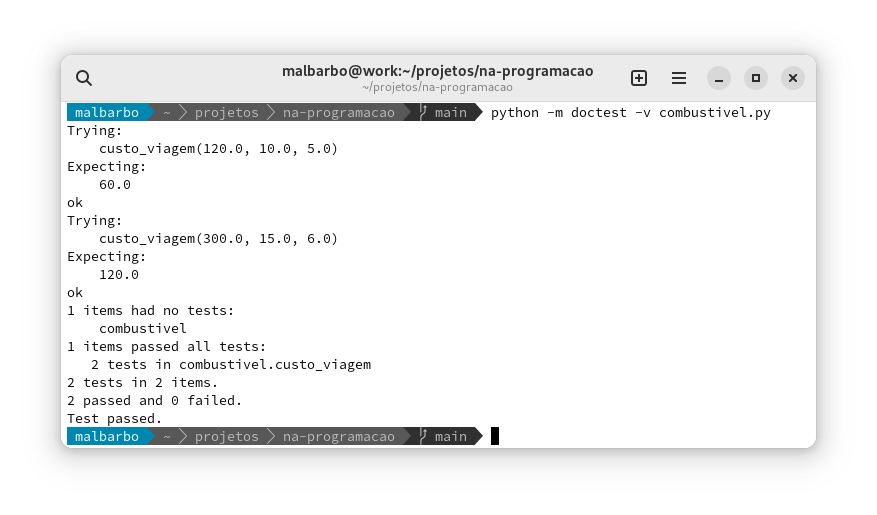 malbarbo@work:~/projetos/na-programacao
~/projetos/na-programacao
malbarbo ~ projetos na-programacao main python -m doctest -v combustivel.py
Trying:
    custo_viagem(120.0, 10.0, 5.0)
Expecting:
    60.0
ok
Trying:
    custo_viagem(300.0, 15.0, 6.0)
Expecting:
    120.0
ok
1 items had no tests:
    combustivel
1 items passed all tests:
   2 tests in combustivel.custo_viagem
2 tests in 2 items.
2 passed and 0 failed.
Test passed.
malbarbo ~ projetos na-programacao main